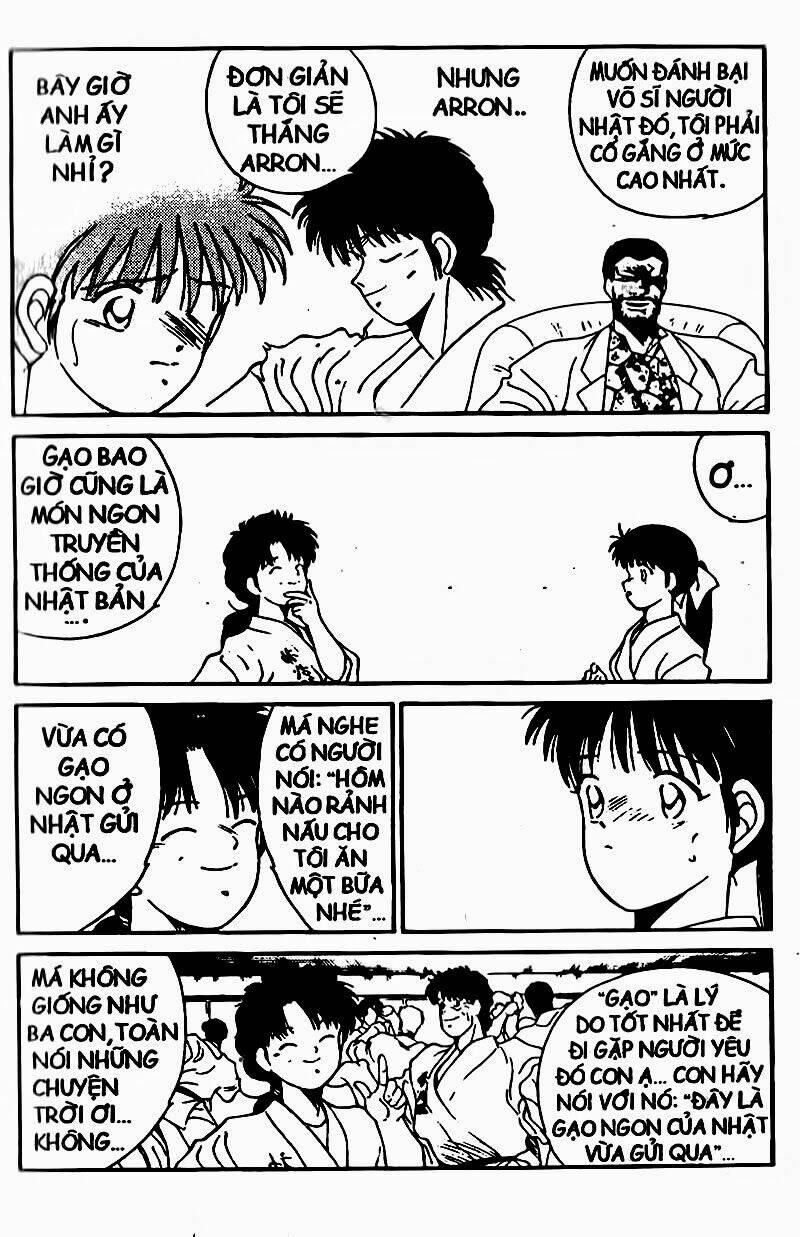 MUỐN ĐÁNH BẠI
VÕ SĨ NGƯỜI
NHẬT ĐÓ, TÔI PHẢI
CỐ GẮNG Ở MỨC
CAO NHẤT.
NHƯNG
ARRON..
ĐƠN GIẢN
LÀ TÔI SẼ
THẮNG
ARRON...
BÂY GIỜ
ANH ẤY
LÀM GÌ
NHỈ?
Ơ...
GẠO BAO
GIỜ CŨNG LÀ
MÓN NGON
TRUYỀN
THỐNG CỦA
NHẬT BẢN
....
MÁ NGHE
CÓ NGƯỜI
NÓI: "HÔM
NÀO RẢNH
NẤU CHO
TÔI ĂN
MỘT BỮA
NHÉ"...
VỪA CÓ
GẠO
NGON Ở
NHẬT GỬI
QUA...
"GẠO" LÀ LÝ
DO TỐT NHẤT ĐỂ
ĐI GẶP NGƯỜI YÊU
ĐÓ CON Ạ... CON HÃY
NÓI VỚI NÓ: "ĐÂY LÀ
GẠO NGON CỦA NHẬT
VỪA GỬI QUA"...
MÁ KHÔNG
GIỐNG NHƯ
BA CON, TOÀN
NÓI NHỮNG
CHUYỆN
TRỜI ƠI...
KHÔNG...